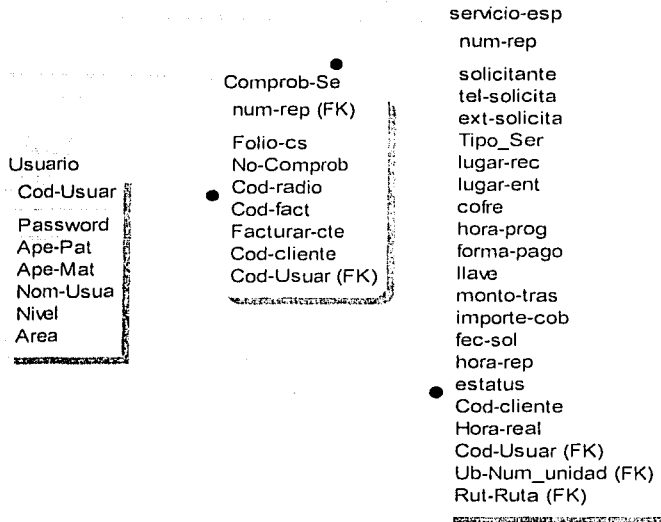 servicio-esp
num-rep
solicitante
tel-solicita
ext-solicita
Tipo_Ser
lugar-rec
lugar-ent
cofre
hora-prog
forma-pago
llave
monto-tras
importe-cob
fec-sol
hora-rep
estatus
Cod-cliente
Hora-real
Cod-Usuar (FK)
Ub-Num_unidad (FK)
Rut-Ruta (FK)
Comprob-Se
num-rep (FK)
Folio-cs
No-Comprob
Cod-radio
Cod-fact
Facturar-cte
Cod-cliente
Cod-Usuar (FK)
Usuario
Cod-Usuar
Password
Ape-Pat
Ape-Mat
Nom-Usua
Nivel
Area